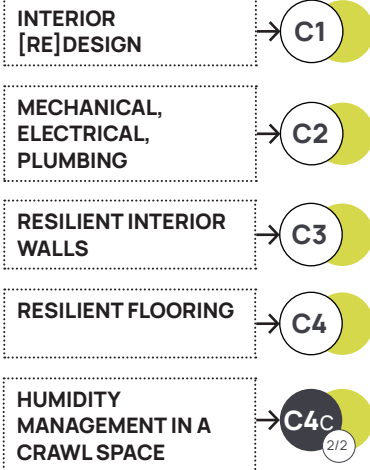 INTERIOR
[RE]DESIGN
C1
MECHANICAL,
ELECTRICAL,
PLUMBING
C2
RESILIENT INTERIOR
WALLS
C3
RESILIENT FLOORING
C4
HUMIDITY
MANAGEMENT IN A
CRAWL SPACE
C4C
2/2